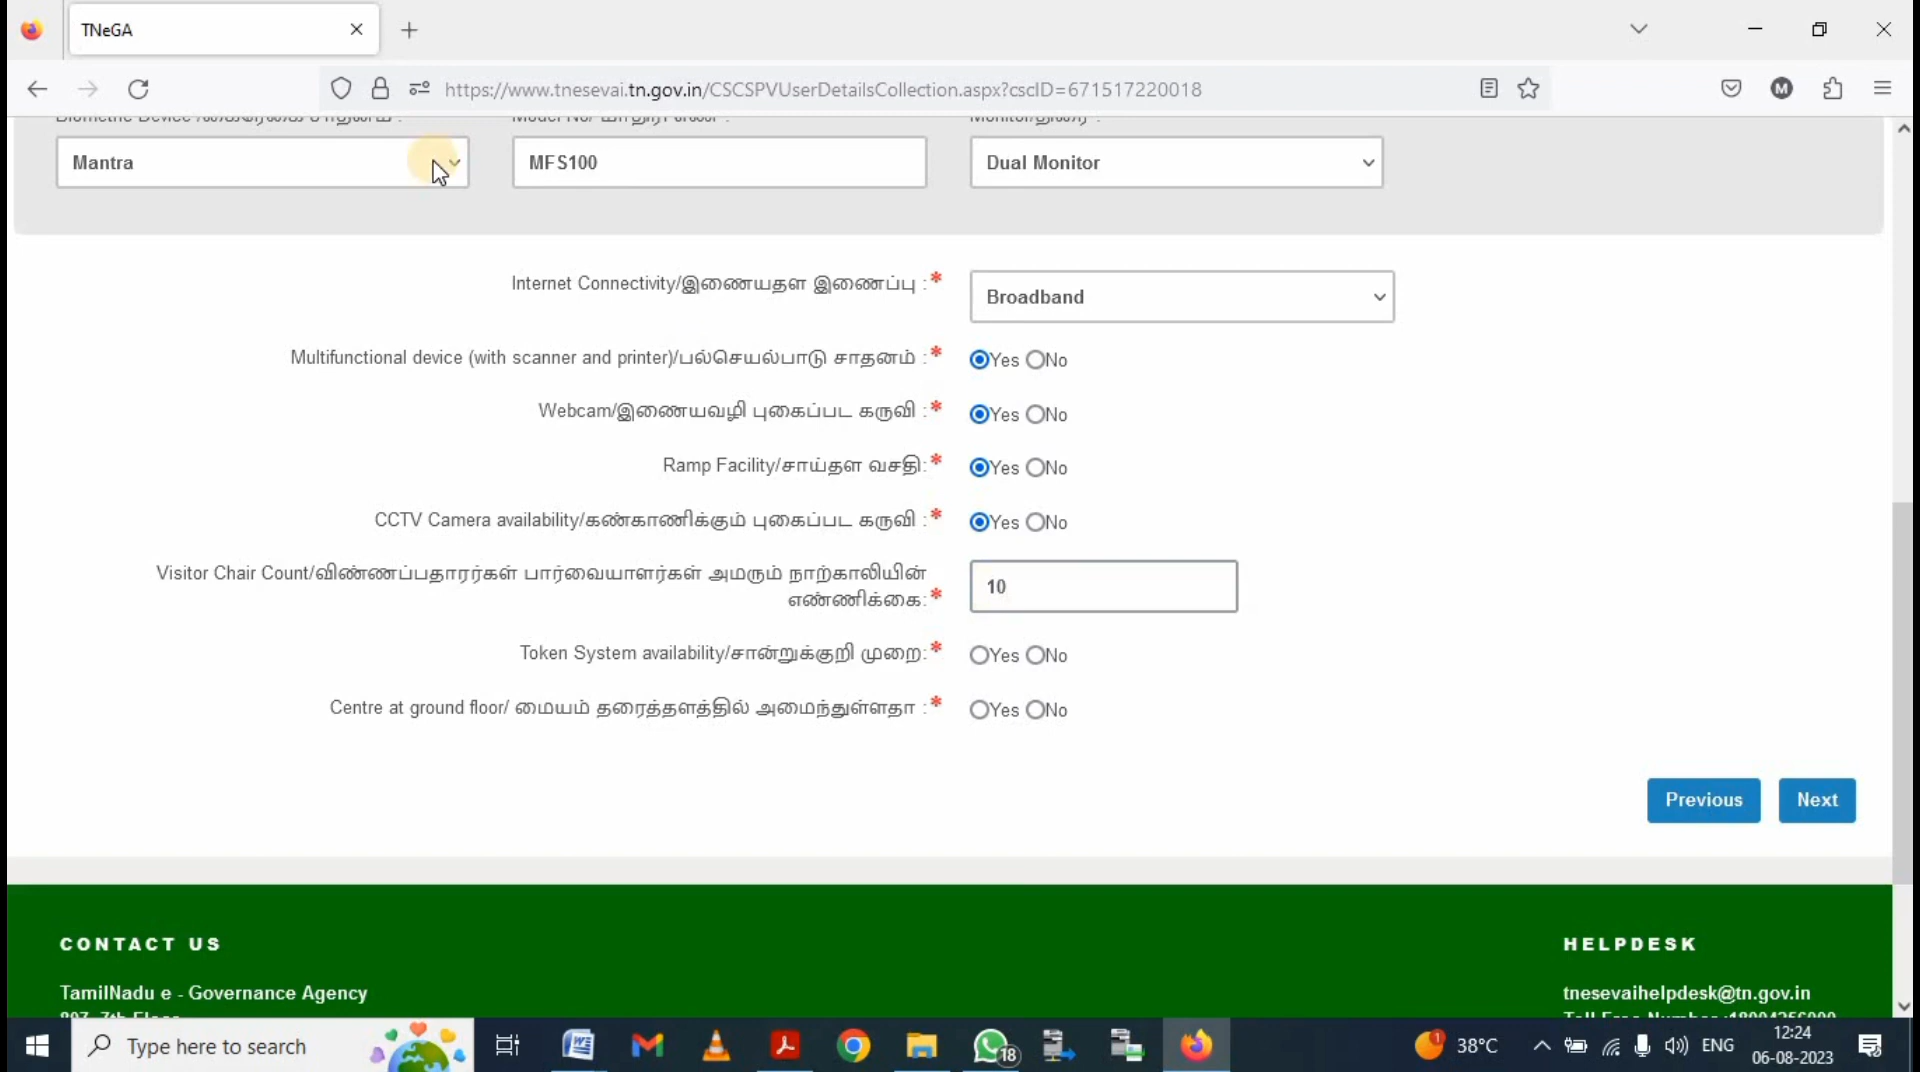 TNeGA
https://www.tnesevai.tn.gov.in/CSCSPVUserDetailsCollection.aspx?cscID=671517220018
Mantra
MFS100
Dual Monitor
Internet Connectivity/இணையதள இணைப்பு :*
Broadband
Multifunctional device (with scanner and printer)/பல்செயல்பாடு சாதனம் :*
Yes No
Webcam/இணையவழி புகைப்பட கருவி :*
Yes No
Ramp Facility/சாய்தள வசதி:*
Yes No
CCTV Camera availability/கண்காணிக்கும் புகைப்பட கருவி :*
Yes No
Visitor Chair Count/விண்ணப்பதாரர்கள் பார்வையாளர்கள் அமரும் நாற்காலியின்
எண்ணிக்கை:*
10
Token System availability/சான்றுக்குறி முறை:*
Yes No
Centre at ground floor/ மையம் தரைத்தளத்தில் அமைந்துள்ளதா :*
Yes No
Previous
Next
CONTACT US
HELPDESK
TamilNadu e - Governance Agency
tnesevaihelpdesk@tn.gov.in
Type here to search
18
1
38°C
ENG
12:24
06-08-2023